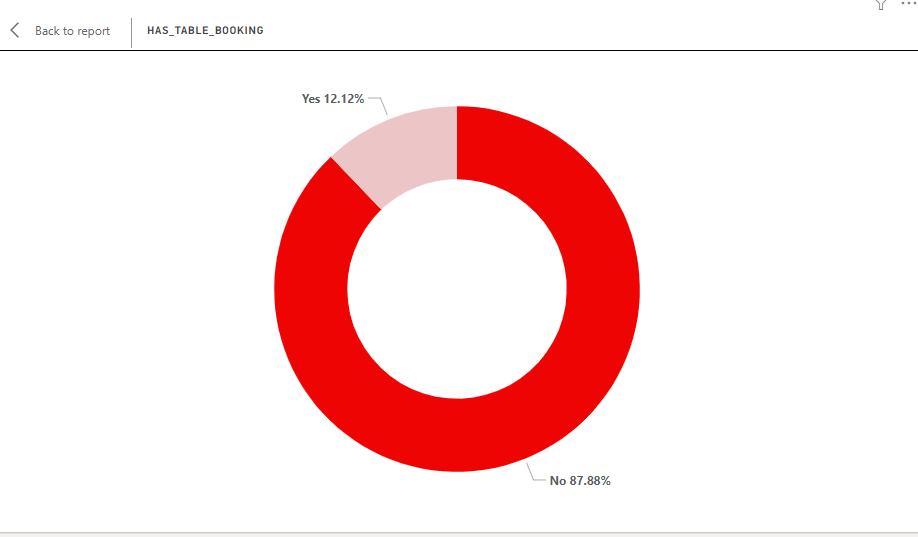 Back to report
HAS_TABLE_BOOKING
Yes 12.12%
No 87.88%